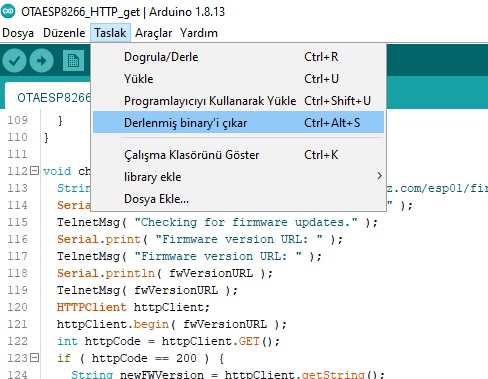 OTAESP8266_HTTP_get | Arduino 1.8.13
Dosya Düzenle Taslak Araçlar Yardım
Dogrula/Derle Ctrl+R
Yükle Ctrl+U
Programlayıcıyı Kullanarak Yükle Ctrl+Shift+U
Derlenmiş binary'i çıkar Ctrl+Alt+S
Çalışma Klasörünü Göster Ctrl+K
library ekle
Dosya Ekle...
OTAESP8266
109 }
110 }
111
112 void ch
113 String z.com/esp01/fir
114 Seria " );
115 TelnetMsg( "Checking for firmware updates." );
116 Serial.print( "Firmware version URL: " );
117 TelnetMsg( "Firmware version URL: " );
118 Serial.println( fwVersionURL );
119 TelnetMsg( fwVersionURL );
120 HTTPClient httpClient;
121 httpClient.begin( fwVersionURL );
122 int httpCode = httpClient.GET();
123 if ( httpCode == 200 ) {
124 String newFWVersion = httpClient.getString();